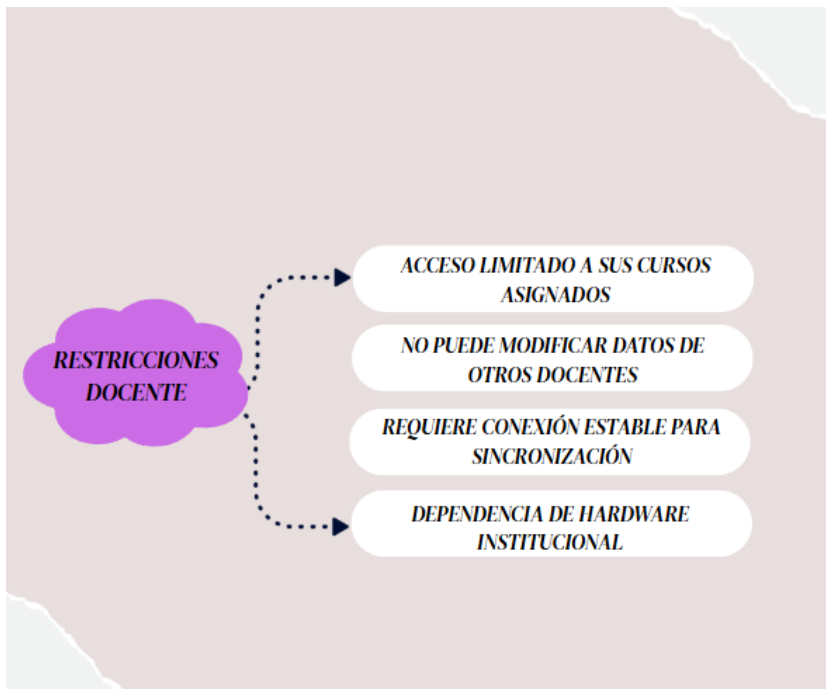 RESTRICCIONES
DOCENTE
ACCESO LIMITADO A SUS CURSOS
ASIGNADOS
NO PUEDE MODIFICAR DATOS DE
OTROS DOCENTES
REQUIERE CONEXIÓN ESTABLE PARA
SINCRONIZACIÓN
DEPENDENCIA DE HARDWARE
INSTITUCIONAL